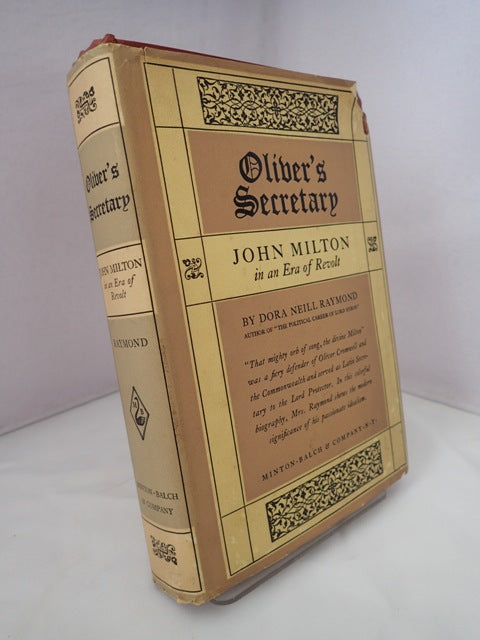 Oliver's
Secretary
JOHN MILTON
in an Era of Revolt
BY DORA NEILL RAYMOND
AUTHOR OF "THE POLITICAL CAREER OF LORD BYRON"
"That mighty orb of song, the divine Milton"
was a fiery defender of Oliver Cromwell and
the Commonwealth and served as Latin Secre-
tary to the Lord Protector. In this colorful
biography, Mrs. Raymond shows the modern
significance of his passionate idealism.
MINTON-BALCH & COMPANY-N·Y·
Oliver's
Secretary
JOHN MILTON
in an Era of
Revolt
RAYMOND
MINTON-BALCH
& COMPANY